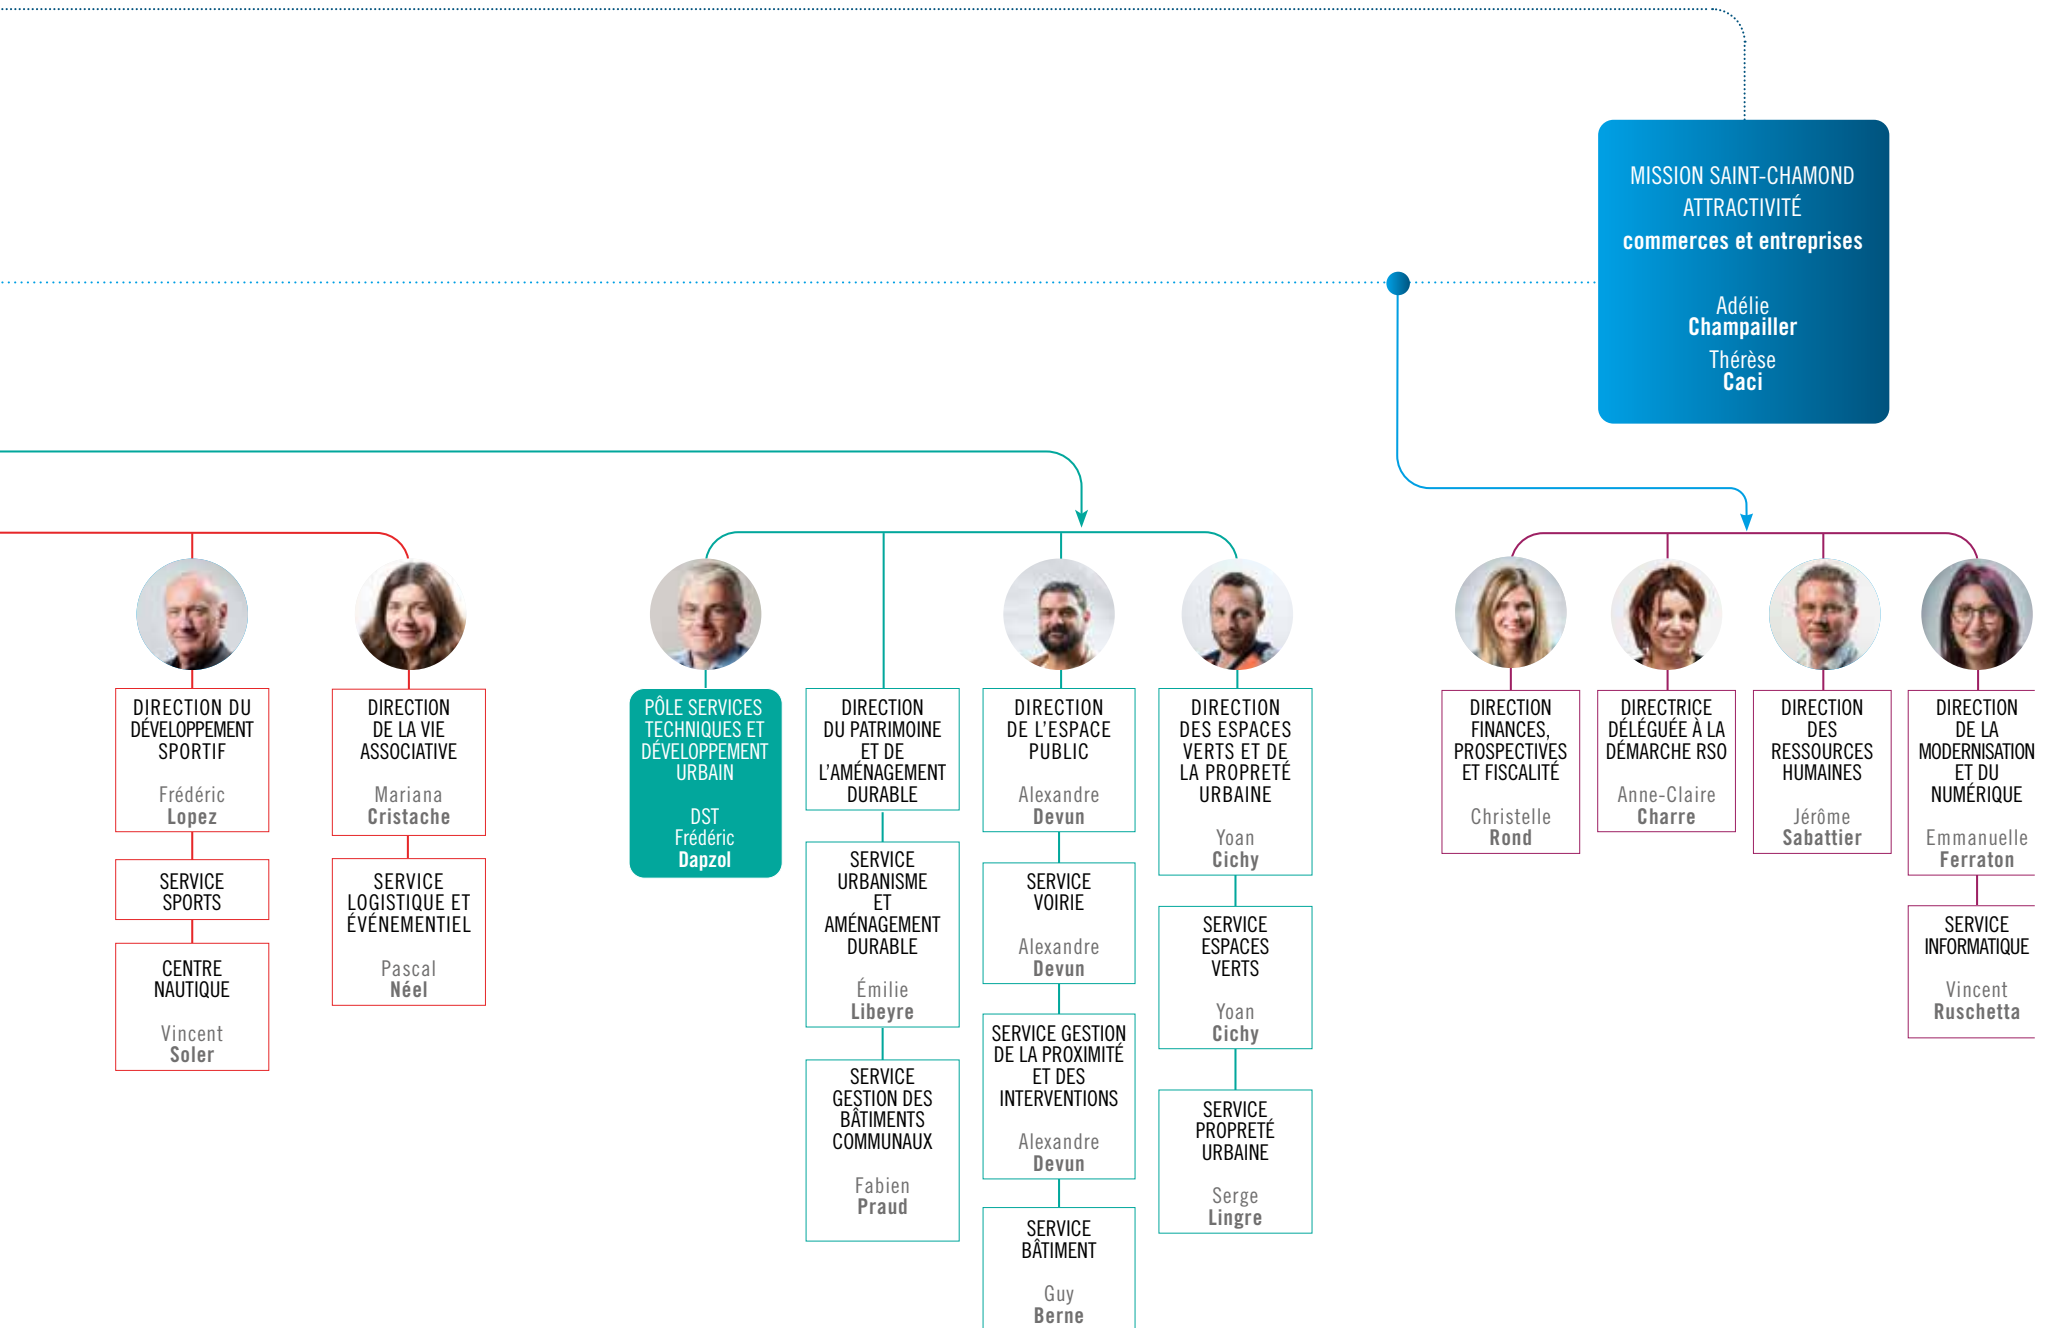 MISSION SAINT-CHAMOND
ATTRACTIVITÉ
commerces et entreprises
Adélie
Champailler
Thérèse
Caci
DIRECTION DU
DÉVELOPPEMENT
SPORTIF
Frédéric
Lopez
SERVICE
SPORTS
CENTRE
NAUTIQUE
Vincent
Soler
DIRECTION
DE LA VIE
ASSOCIATIVE
Mariana
Cristache
SERVICE
LOGISTIQUE ET
ÉVÉNEMENTIEL
Pascal
Néel
PÔLE SERVICES
TECHNIQUES ET
DÉVELOPPEMENT
URBAIN
DST
Frédéric
Dapzol
DIRECTION
DU PATRIMOINE
ET DE
L'AMÉNAGEMENT
DURABLE
SERVICE
URBANISME
ET
AMÉNAGEMENT
DURABLE
Émilie
Libeyre
SERVICE
GESTION DES
BÂTIMENTS
COMMUNAUX
Fabien
Praud
DIRECTION
DE L'ESPACE
PUBLIC
Alexandre
Devun
SERVICE
VOIRIE
Alexandre
Devun
SERVICE GESTION
DE LA PROXIMITÉ
ET DES
INTERVENTIONS
Alexandre
Devun
SERVICE
BÂTIMENT
Guy
Berne
DIRECTION
DES ESPACES
VERTS ET DE
LA PROPRETÉ
URBAINE
Yoan
Cichy
SERVICE
ESPACES
VERTS
Yoan
Cichy
SERVICE
PROPRETÉ
URBAINE
Serge
Lingre
DIRECTION
FINANCES,
PROSPECTIVES
ET FISCALITÉ
Christelle
Rond
DIRECTRICE
DÉLÉGUÉE À LA
DÉMARCHE RSO
Anne-Claire
Charre
DIRECTION
DES
RESSOURCES
HUMAINES
Jérôme
Sabattier
DIRECTION
DE LA
MODERNISATION
ET DU
NUMÉRIQUE
Emmanuelle
Ferraton
SERVICE
INFORMATIQUE
Vincent
Ruschetta